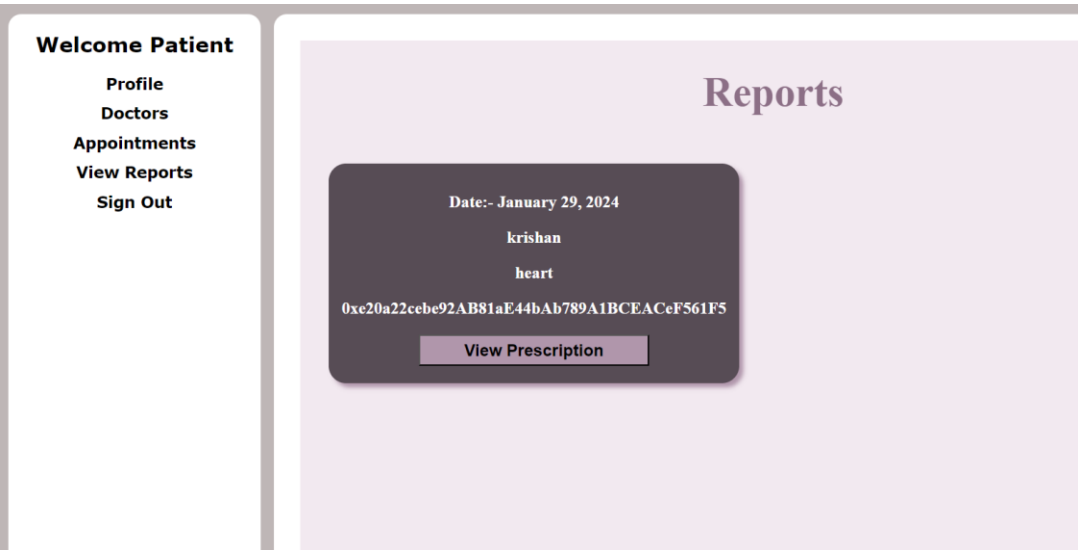 Welcome Patient
Profile
Doctors
Appointments
View Reports
Sign Out
Reports
Date:- January 29, 2024
krishan
heart
0xe20a22cebe92AB81aE44bAb789A1BCEACeF561F5
View Prescription